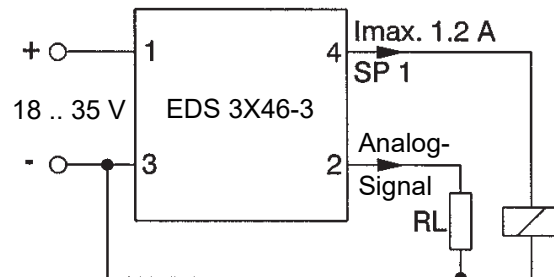 Imax. 1.2 A
+ 1 4
SP 1
18 .. 35 V
EDS 3X46-3
Analog-
- 3 2
Signal
RL